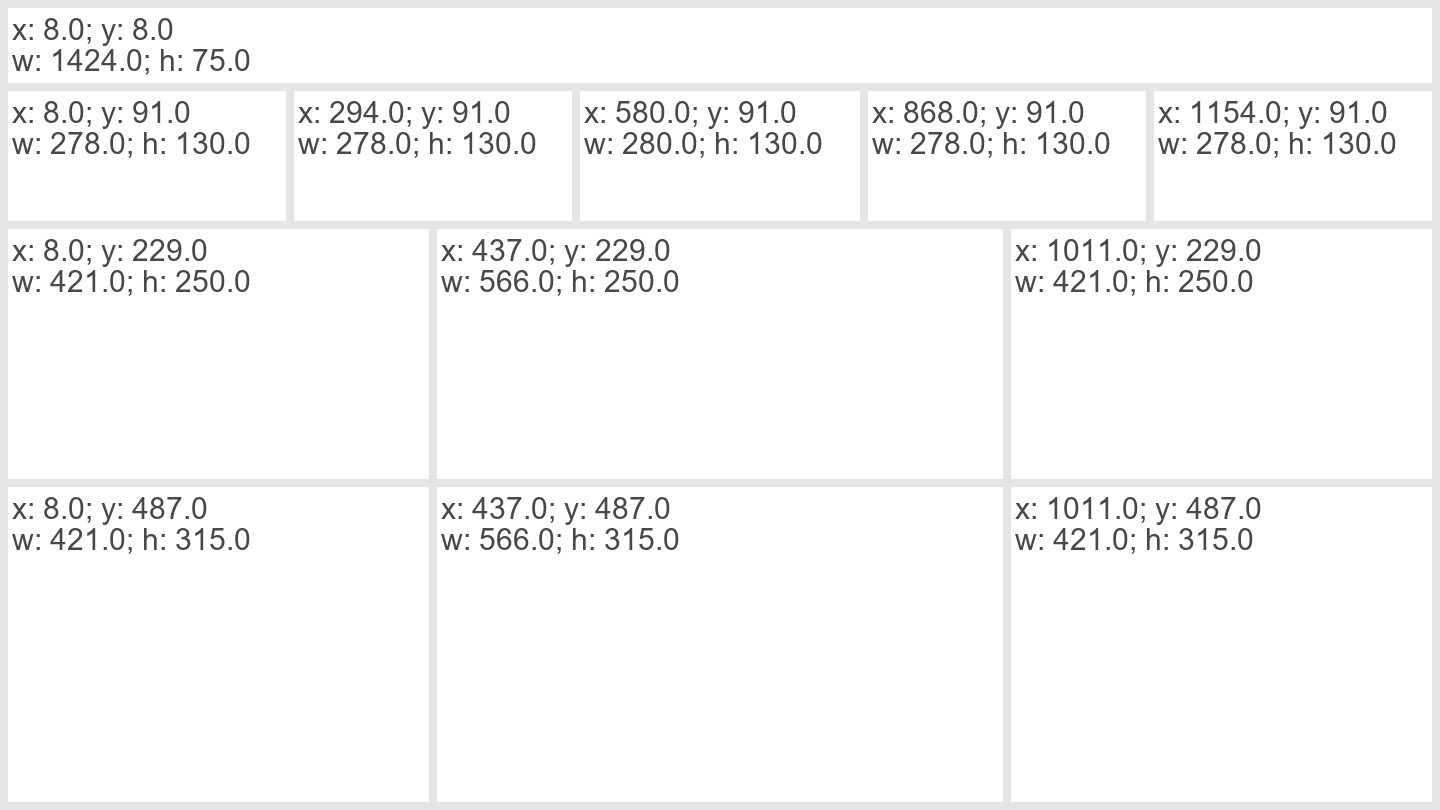 x: 8.0; y: 8.0
w: 1424.0; h: 75.0
x: 8.0; y: 91.0
w: 278.0; h: 130.0
x: 294.0; y: 91.0
w: 278.0; h: 130.0
x: 580.0; y: 91.0
w: 280.0; h: 130.0
x: 868.0; y: 91.0
w: 278.0; h: 130.0
x: 1154.0; y: 91.0
w: 278.0; h: 130.0
x: 8.0; y: 229.0
w: 421.0; h: 250.0
x: 437.0; y: 229.0
w: 566.0; h: 250.0
x: 1011.0; y: 229.0
w: 421.0; h: 250.0
x: 8.0; y: 487.0
w: 421.0; h: 315.0
x: 437.0; y: 487.0
w: 566.0; h: 315.0
x: 1011.0; y: 487.0
w: 421.0; h: 315.0